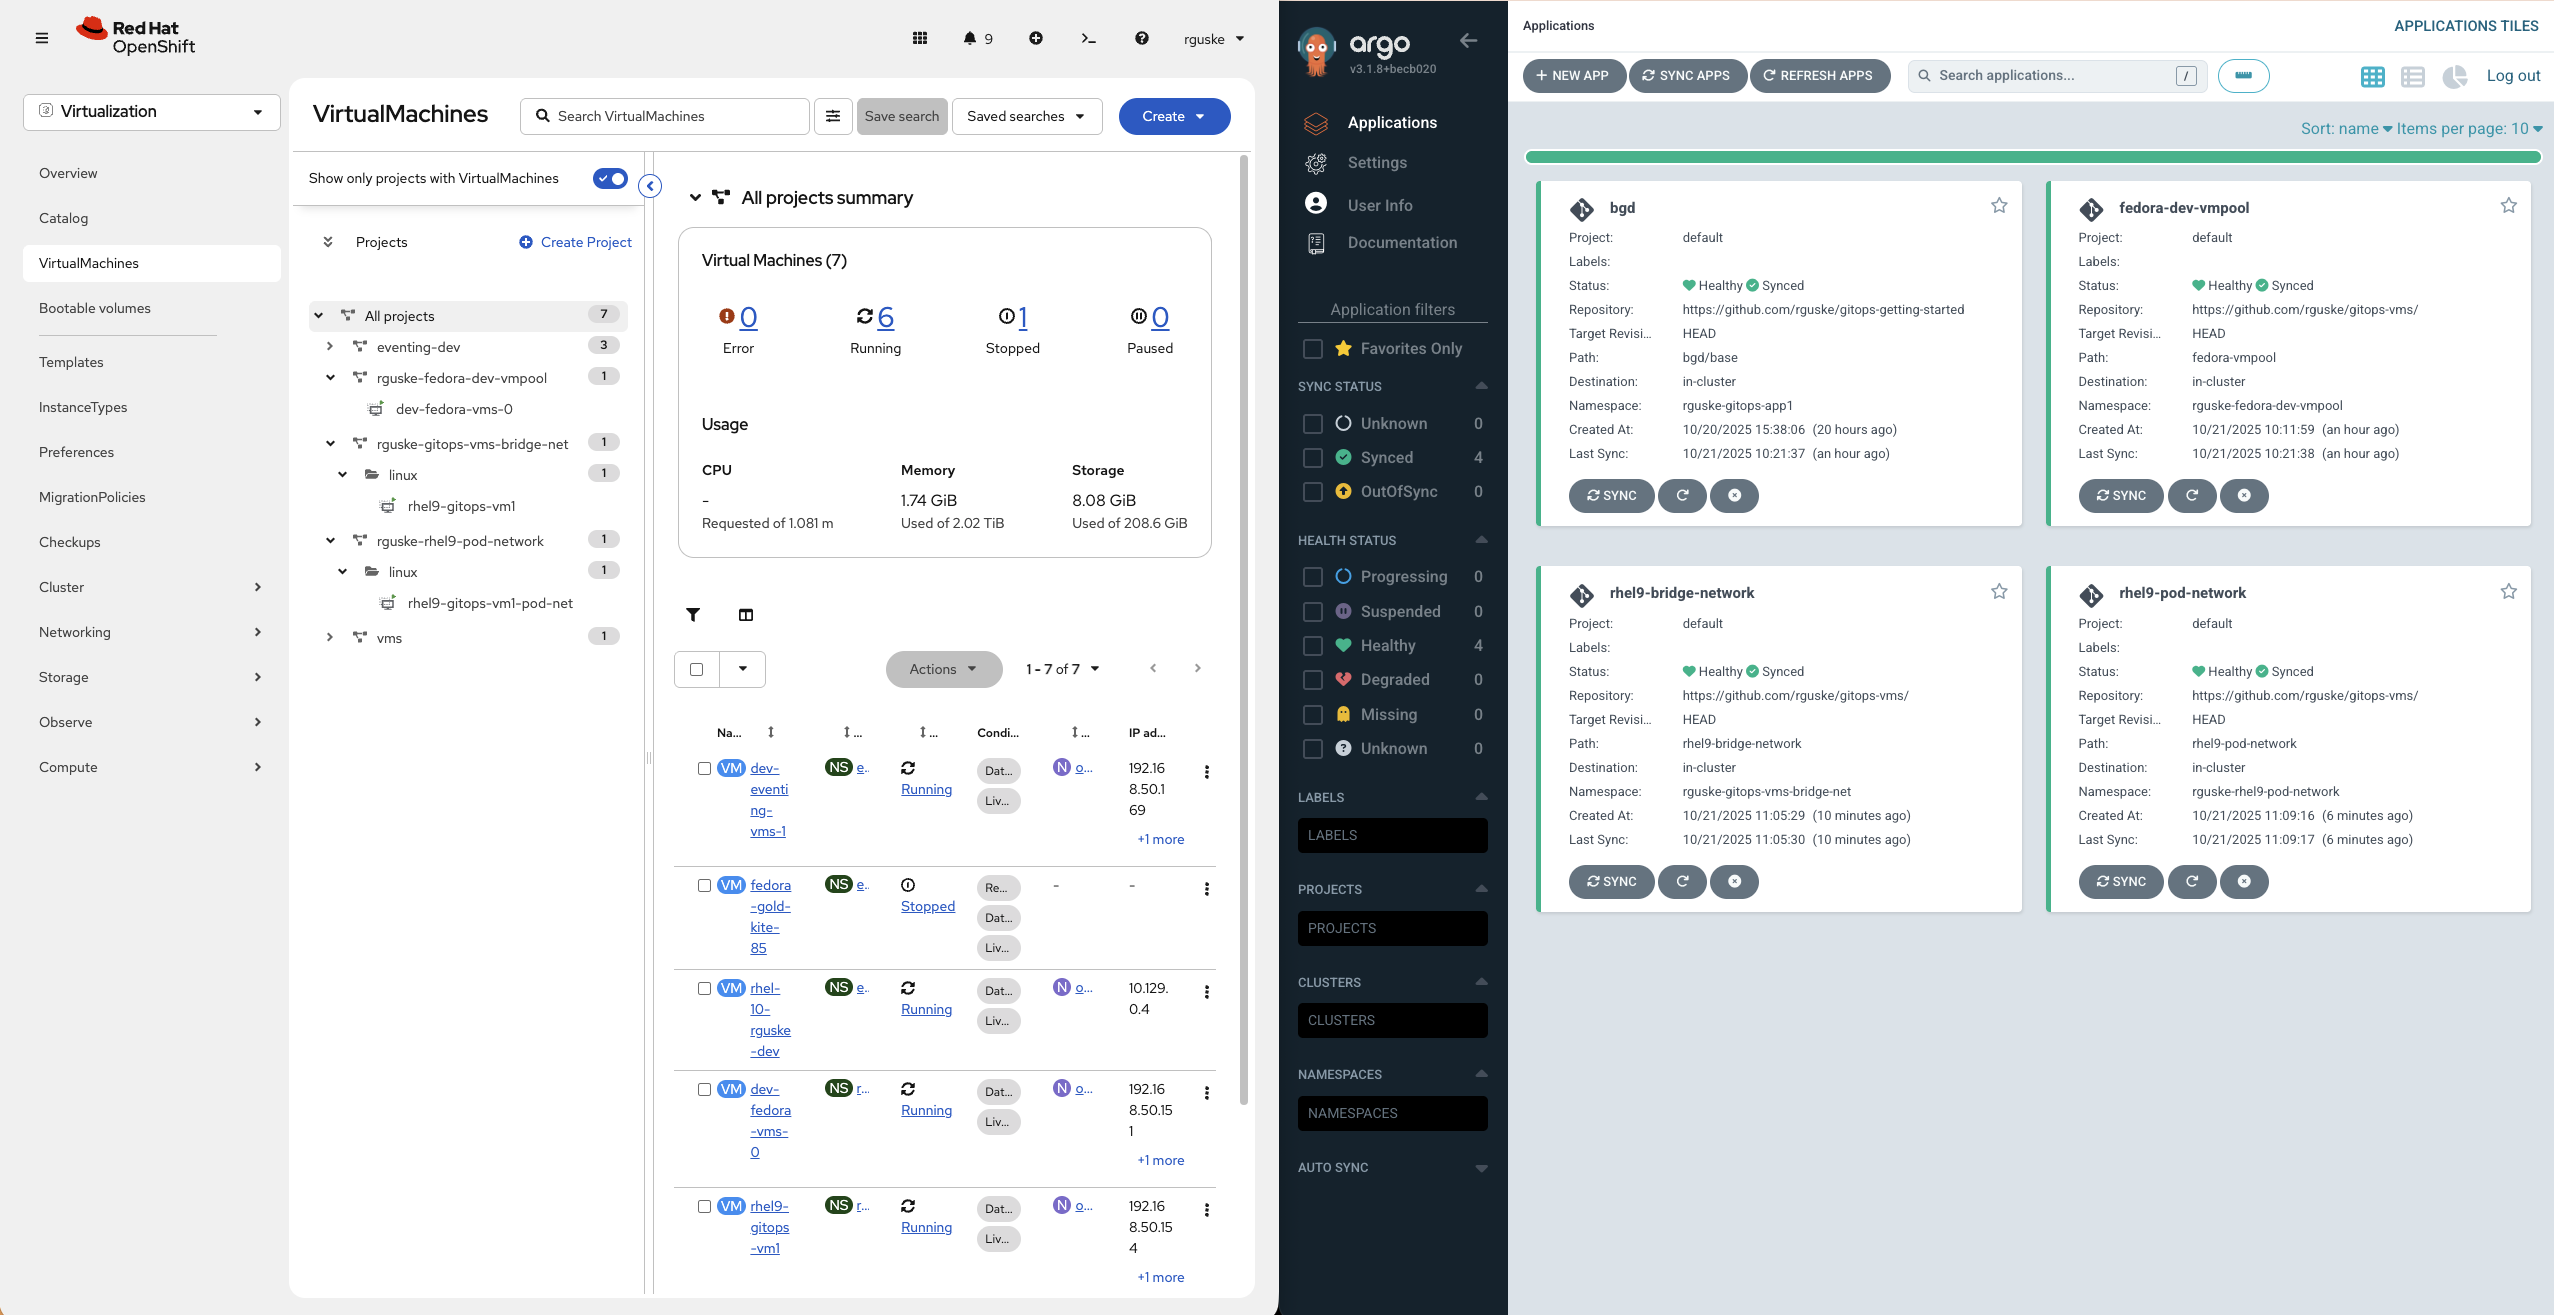 Red Hat
OpenShift
9
rguske
Virtualization
Overview
Catalog
VirtualMachines
Bootable volumes
Templates
InstanceTypes
Preferences
MigrationPolicies
Checkups
Cluster
Networking
Storage
Observe
Compute
VirtualMachines
Search VirtualMachines
Save search
Saved searches
Create
Show only projects with VirtualMachines
Projects
Create Project
All projects 7
eventing-dev 3
rguske-fedora-dev-vmpool 1
dev-fedora-vms-0
rguske-gitops-vms-bridge-net 1
linux 1
rhel9-gitops-vm1
rguske-rhel9-pod-network 1
linux 1
rhel9-gitops-vm1-pod-net
vms 1
All projects summary
Virtual Machines (7)
0 6 1 0
Error Running Stopped Paused
Usage
CPU Memory Storage
- 1.74 GiB 8.08 GiB
Requested of 1.081 m Used of 2.02 TiB Used of 208.6 GiB
Actions 1 - 7 of 7
Na... ... ... Condi... ... IP ad...
VM dev- NS e.. Dat... N o... 192.16
eventi Running Liv... 8.50.1
ng- 69
vms-1 +1 more
VM fedora NS e.. Re... - -
-gold- Stopped Dat...
kite- Liv...
85
VM rhel- NS e.. Dat... N o... 10.129.
10- Running Liv... 0.4
rguske
-dev
VM dev- NS r... Dat... N o... 192.16
fedora Running Liv... 8.50.15
-vms- 1
0 +1 more
VM rhel9- NS r... Dat... N o... 192.16
gitops Running Liv... 8.50.15
-vm1 4
+1 more
argo
v3.1.8+becb020
Applications
Settings
User Info
Documentation
Application filters
Favorites Only
SYNC STATUS
Unknown 0
Synced 4
OutOfSync 0
HEALTH STATUS
Progressing 0
Suspended 0
Healthy 4
Degraded 0
Missing 0
Unknown 0
LABELS
LABELS
PROJECTS
PROJECTS
CLUSTERS
CLUSTERS
NAMESPACES
NAMESPACES
AUTO SYNC
Applications APPLICATIONS TILES
+ NEW APP SYNC APPS REFRESH APPS Search applications... / Log out
Sort: name Items per page: 10
bgd
Project: default
Labels:
Status: Healthy Synced
Repository: https://github.com/rguske/gitops-getting-started
Target Revisi... HEAD
Path: bgd/base
Destination: in-cluster
Namespace: rguske-gitops-app1
Created At: 10/20/2025 15:38:06 (20 hours ago)
Last Sync: 10/21/2025 10:21:37 (an hour ago)
SYNC
fedora-dev-vmpool
Project: default
Labels:
Status: Healthy Synced
Repository: https://github.com/rguske/gitops-vms/
Target Revisi... HEAD
Path: fedora-vmpool
Destination: in-cluster
Namespace: rguske-fedora-dev-vmpool
Created At: 10/21/2025 10:11:59 (an hour ago)
Last Sync: 10/21/2025 10:21:38 (an hour ago)
SYNC
rhel9-bridge-network
Project: default
Labels:
Status: Healthy Synced
Repository: https://github.com/rguske/gitops-vms/
Target Revisi... HEAD
Path: rhel9-bridge-network
Destination: in-cluster
Namespace: rguske-gitops-vms-bridge-net
Created At: 10/21/2025 11:05:29 (10 minutes ago)
Last Sync: 10/21/2025 11:05:30 (10 minutes ago)
SYNC
rhel9-pod-network
Project: default
Labels:
Status: Healthy Synced
Repository: https://github.com/rguske/gitops-vms/
Target Revisi... HEAD
Path: rhel9-pod-network
Destination: in-cluster
Namespace: rguske-rhel9-pod-network
Created At: 10/21/2025 11:09:16 (6 minutes ago)
Last Sync: 10/21/2025 11:09:17 (6 minutes ago)
SYNC